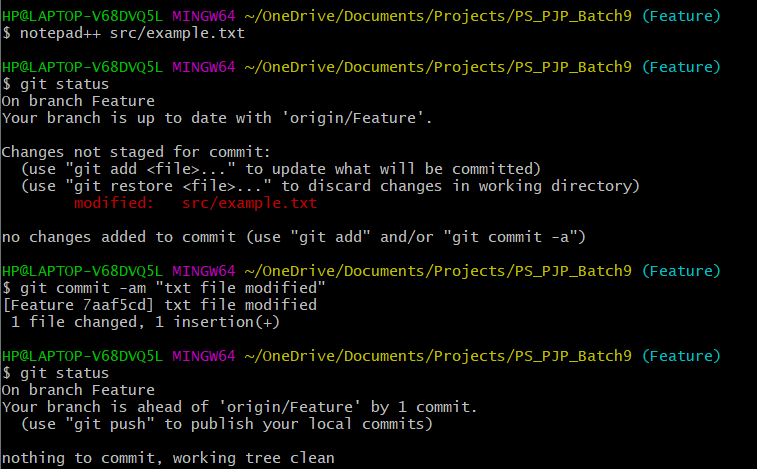 HP@LAPTOP-V68DVQ5L MINGW64 ~/OneDrive/Documents/Projects/PS_PJP_Batch9 (Feature)
$ notepad++ src/example.txt
HP@LAPTOP-V68DVQ5L MINGW64 ~/OneDrive/Documents/Projects/PS_PJP_Batch9 (Feature)
$ git status
On branch Feature
Your branch is up to date with 'origin/Feature'.
Changes not staged for commit:
  (use "git add <file>..." to update what will be committed)
  (use "git restore <file>..." to discard changes in working directory)
        modified:   src/example.txt
no changes added to commit (use "git add" and/or "git commit -a")
HP@LAPTOP-V68DVQ5L MINGW64 ~/OneDrive/Documents/Projects/PS_PJP_Batch9 (Feature)
$ git commit -am "txt file modified"
[Feature 7aaf5cd] txt file modified
 1 file changed, 1 insertion(+)
HP@LAPTOP-V68DVQ5L MINGW64 ~/OneDrive/Documents/Projects/PS_PJP_Batch9 (Feature)
$ git status
On branch Feature
Your branch is ahead of 'origin/Feature' by 1 commit.
  (use "git push" to publish your local commits)
nothing to commit, working tree clean